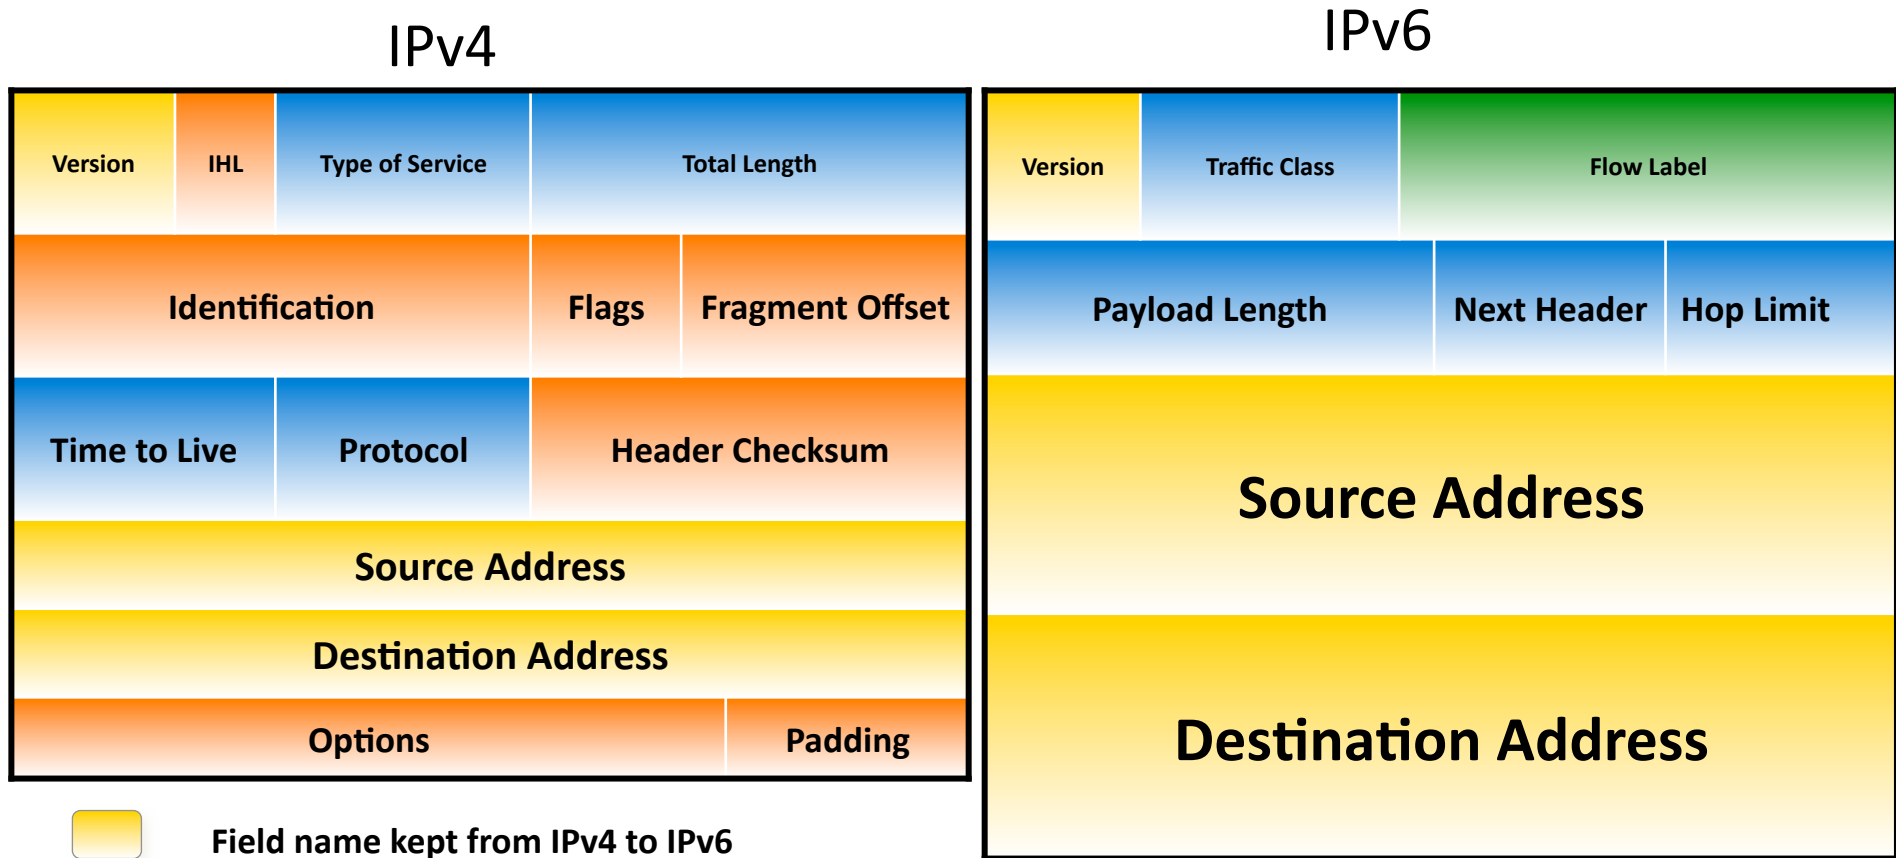 IPv4
Version IHL Type of Service Total Length
Identification Flags Fragment Offset
Time to Live Protocol Header Checksum
Source Address
Destination Address
Options Padding
Field name kept from IPv4 to IPv6
IPv6
Version Traffic Class Flow Label
Payload Length Next Header Hop Limit
Source Address
Destination Address